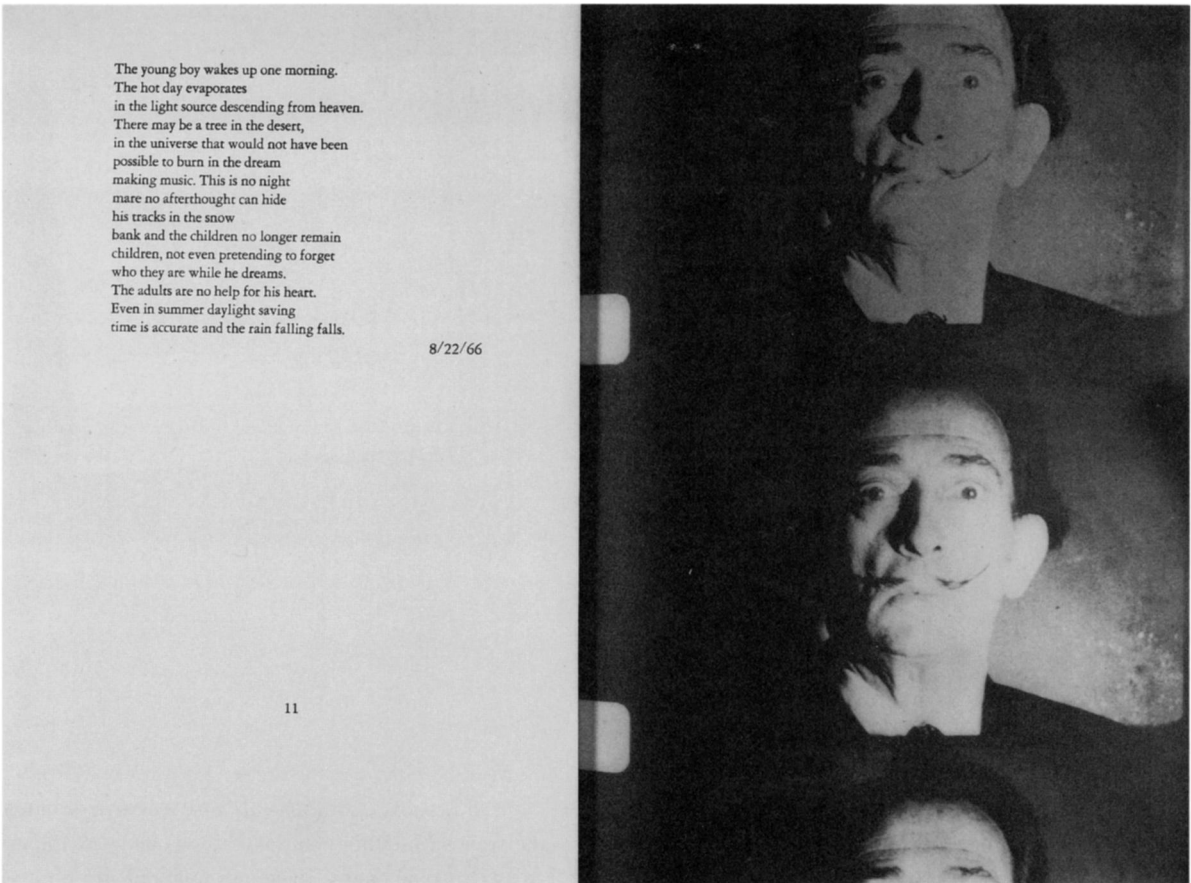 The young boy wakes up one morning.
The hot day evaporates
in the light source descending from heaven.
There may be a tree in the desert,
in the universe that would not have been
possible to burn in the dream
making music. This is no night
mare no afterthought can hide
his tracks in the snow
bank and the children no longer remain
children, not even pretending to forget
who they are while he dreams.
The adults are no help for his heart.
Even in summer daylight saving
time is accurate and the rain falling falls.
8/22/66
11